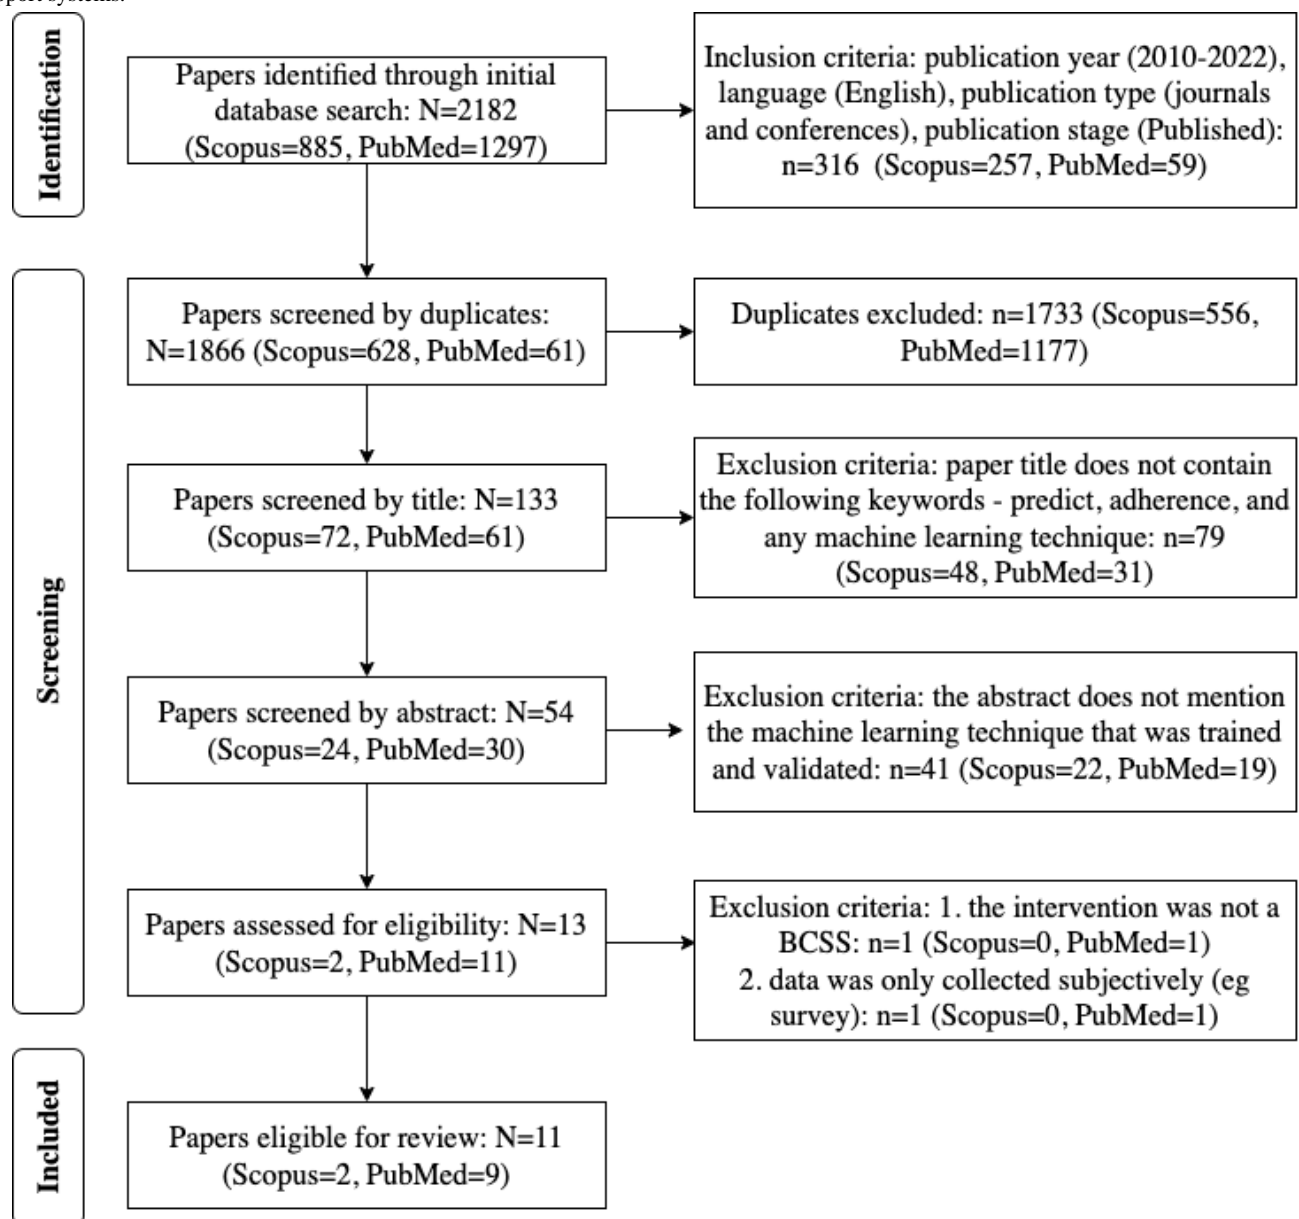 port systems.
Identification
Papers identified through initial
database search: N=2182
(Scopus=885, PubMed=1297)
Inclusion criteria: publication year (2010-2022),
language (English), publication type (journals
and conferences), publication stage (Published):
n=316 (Scopus=257, PubMed=59)
Screening
Papers screened by duplicates:
N=1866 (Scopus=628, PubMed=61)
Duplicates excluded: n=1733 (Scopus=556,
PubMed=1177)
Papers screened by title: N=133
(Scopus=72, PubMed=61)
Exclusion criteria: paper title does not contain
the following keywords - predict, adherence, and
any machine learning technique: n=79
(Scopus=48, PubMed=31)
Papers screened by abstract: N=54
(Scopus=24, PubMed=30)
Exclusion criteria: the abstract does not mention
the machine learning technique that was trained
and validated: n=41 (Scopus=22, PubMed=19)
Papers assessed for eligibility: N=13
(Scopus=2, PubMed=11)
Exclusion criteria: 1. the intervention was not a
BCSS: n=1 (Scopus=0, PubMed=1)
2. data was only collected subjectively (eg
survey): n=1 (Scopus=0, PubMed=1)
Included
Papers eligible for review: N=11
(Scopus=2, PubMed=9)